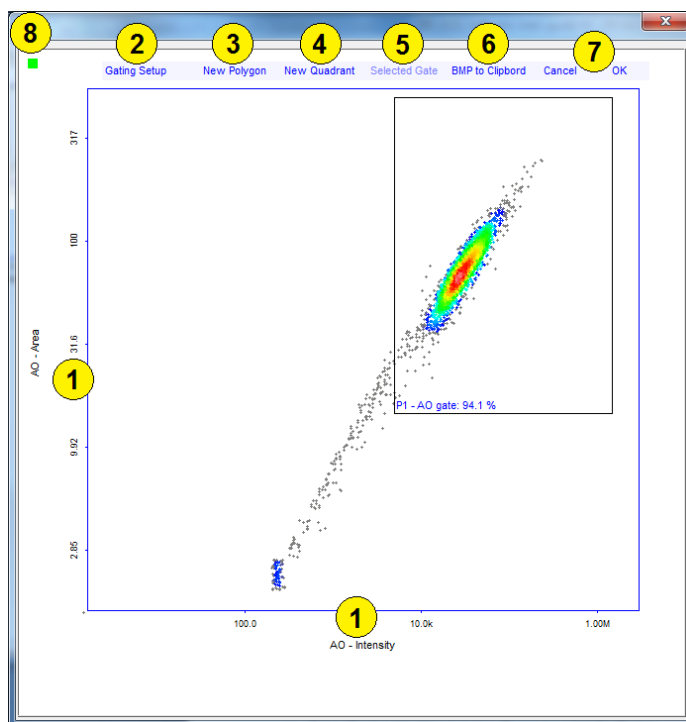 8
x
2 3 4 5 6 7
Gating Setup New Polygon New Quadrant Selected Gate BMP to Clipbord Cancel OK
317
100
31.6
AO - Area
1
P1 - AO gate: 94.1 %
9.92
2.85
1
100.0 10.0k 1.00M
AO - Intensity